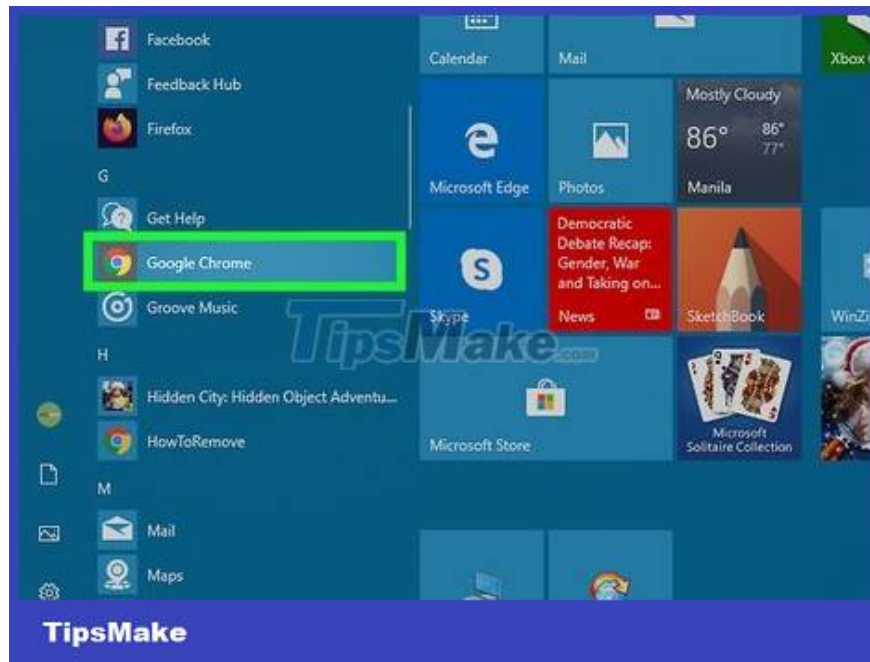 Facebook
Feedback Hub
Firefox
G
Get Help
Google Chrome
Groove Music
H
Hidden City: Hidden Object Adventu...
HowToRemove
M
Mail
Maps
Calendar
Mail
Xbox
Microsoft Edge
Photos
Mostly Cloudy
86°
86°
77°
Manila
Skype
Democratic
Debate Recap:
Gender, War
and Taking on...
News
SketchBook
WinZi
Microsoft Store
Microsoft
Solitaire Collection
TipsMake.com
TipsMake